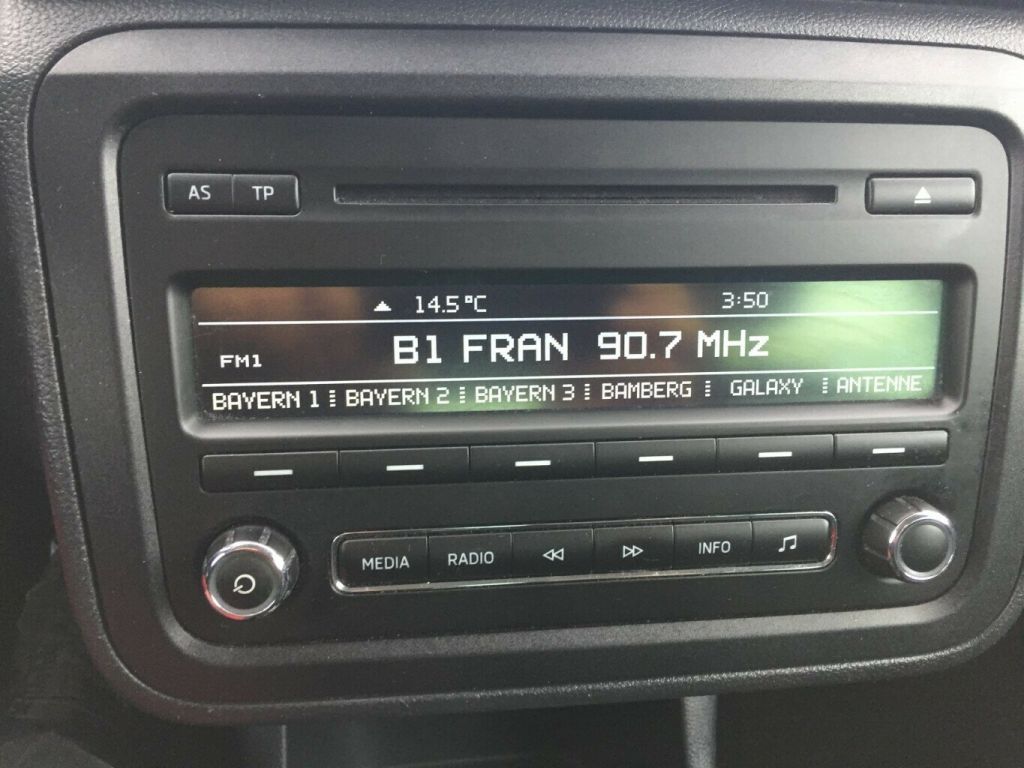 AS TP
14.5°C 3:50
FM1 B1 FRAN 90.7 MHz
BAYERN 1 BAYERN 2 BAYERN 3 BAMBERG GALAXY ANTENNE
MEDIA RADIO INFO